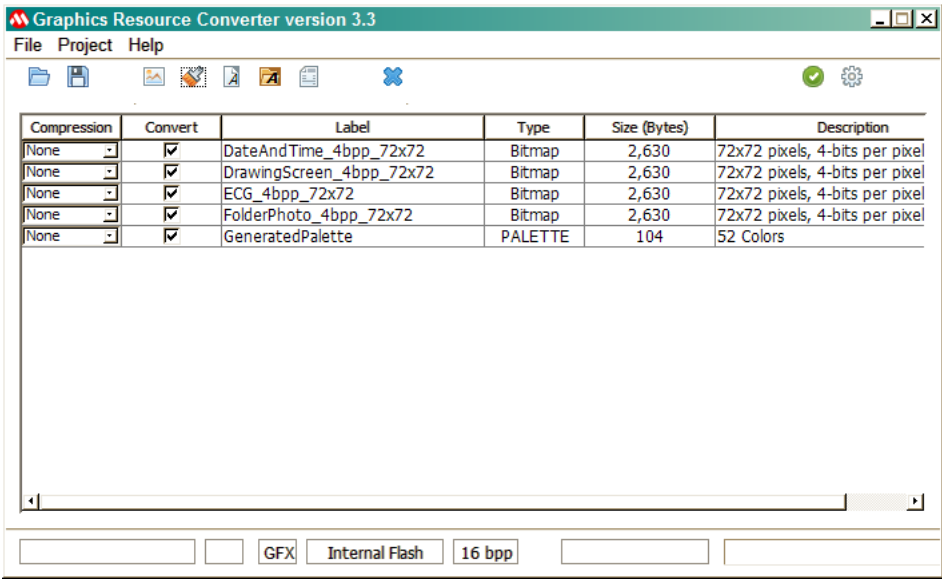 Graphics Resource Converter version 3.3
File Project Help
Compression Convert Label Type Size (Bytes) Description
None DateAndTime_4bpp_72x72 Bitmap 2,630 72x72 pixels, 4-bits per pixel
None DrawingScreen_4bpp_72x72 Bitmap 2,630 72x72 pixels, 4-bits per pixel
None ECG_4bpp_72x72 Bitmap 2,630 72x72 pixels, 4-bits per pixel
None FolderPhoto_4bpp_72x72 Bitmap 2,630 72x72 pixels, 4-bits per pixel
None GeneratedPalette PALETTE 104 52 Colors
GFX Internal Flash 16 bpp